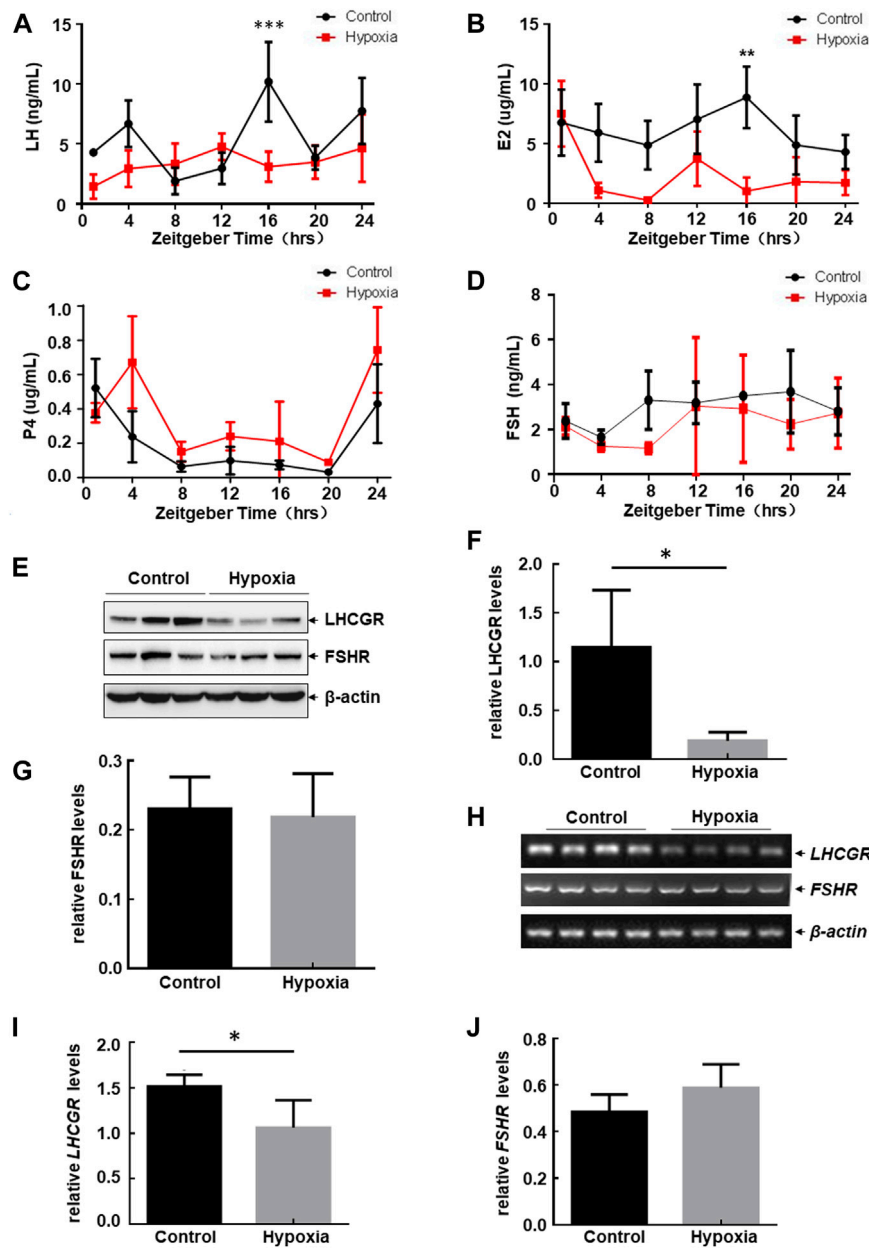 A
LH (ng/mL)
15
10
5
0
0
4
8
12
16
20
24
Zeitgeber Time（hrs）
***
Control
Hypoxia
B
E2 (ug/mL)
15
10
5
0
0
4
8
12
16
20
24
Zeitgeber Time（hrs）
**
Control
Hypoxia
C
P4 (ug/mL)
1.0
0.8
0.6
0.4
0.2
0.0
0
4
8
12
16
20
24
Zeitgeber Time（hrs）
Control
Hypoxia
D
FSH (ng/mL)
8
6
4
2
0
0
4
8
12
16
20
24
Zeitgeber Time（hrs）
Control
Hypoxia
E
Control Hypoxia
LHCGR
FSHR
β-actin
F
relative LHCGR levels
2.0
1.5
1.0
0.5
0.0
*
Control Hypoxia
G
relative FSHR levels
0.3
0.2
0.1
0.0
Control Hypoxia
H
Control Hypoxia
LHCGR
FSHR
β-actin
I
relative LHCGR levels
2.0
1.5
1.0
0.5
0.0
*
Control Hypoxia
J
relative FSHR levels
0.8
0.6
0.4
0.2
0.0
Control Hypoxia